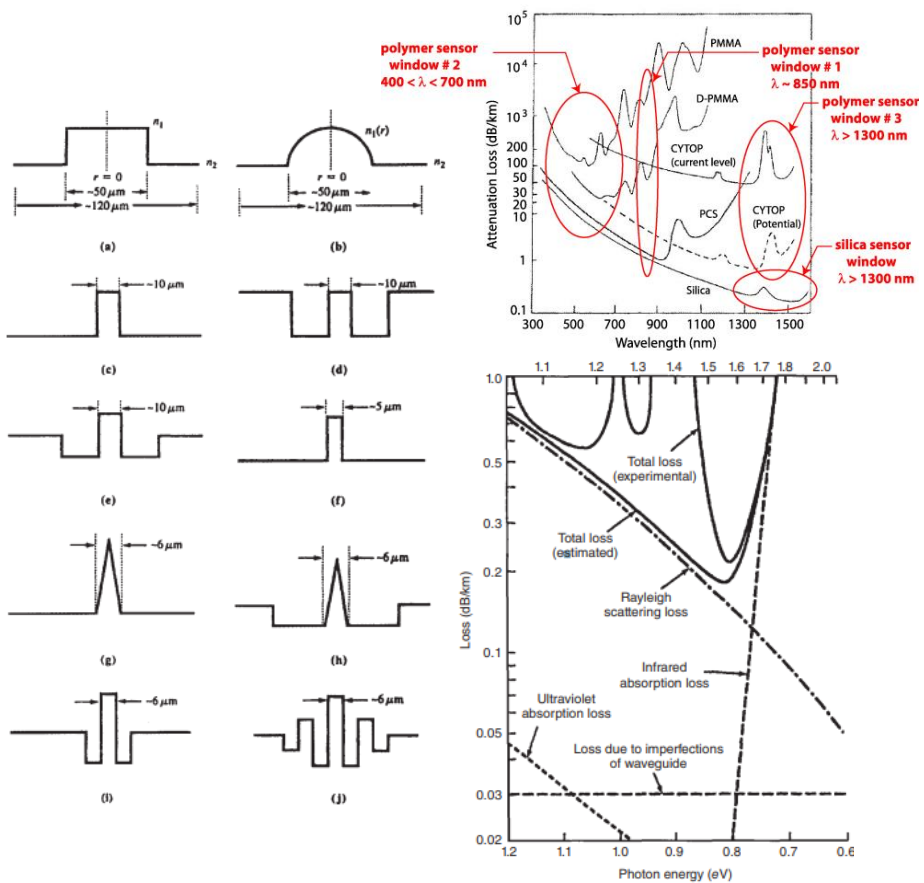 n₁
n₂
r = 0
~50 μm
~120 μm
(a)
n₁(r)
n₂
r = 0
~50 μm
~120 μm
(b)
~10 μm
(c)
~10 μm
(d)
~10 μm
(e)
~5 μm
(f)
~6 μm
(g)
~6 μm
(h)
~6 μm
(i)
~6 μm
(j)
polymer sensor
window # 2
400 < λ < 700 nm
polymer sensor
window # 1
λ ~ 850 nm
polymer sensor
window # 3
λ > 1300 nm
silica sensor
window
λ > 1300 nm
Attenuation Loss (dB/km)
10⁵
10⁴
10³
200
100
50
30
20
10
1
0.1
PMMA
D-PMMA
CYTOP
(current level)
PCS
CYTOP
(Potential)
Silica
300 500 700 900 1100 1300 1500
Wavelength (nm)
1.1 1.2 1.3 1.4 1.5 1.6 1.7 1.8 2.0
Loss (dB/km)
1.0
0.5
0.3
0.2
0.1
0.05
0.03
0.02
Total loss
(experimental)
Total loss
(estimated)
Rayleigh
scattering loss
Infrared
absorption loss
Ultraviolet
absorption loss
Loss due to imperfections
of waveguide
1.2 1.1 1.0 0.9 0.8 0.7 0.6
Photon energy (eV)